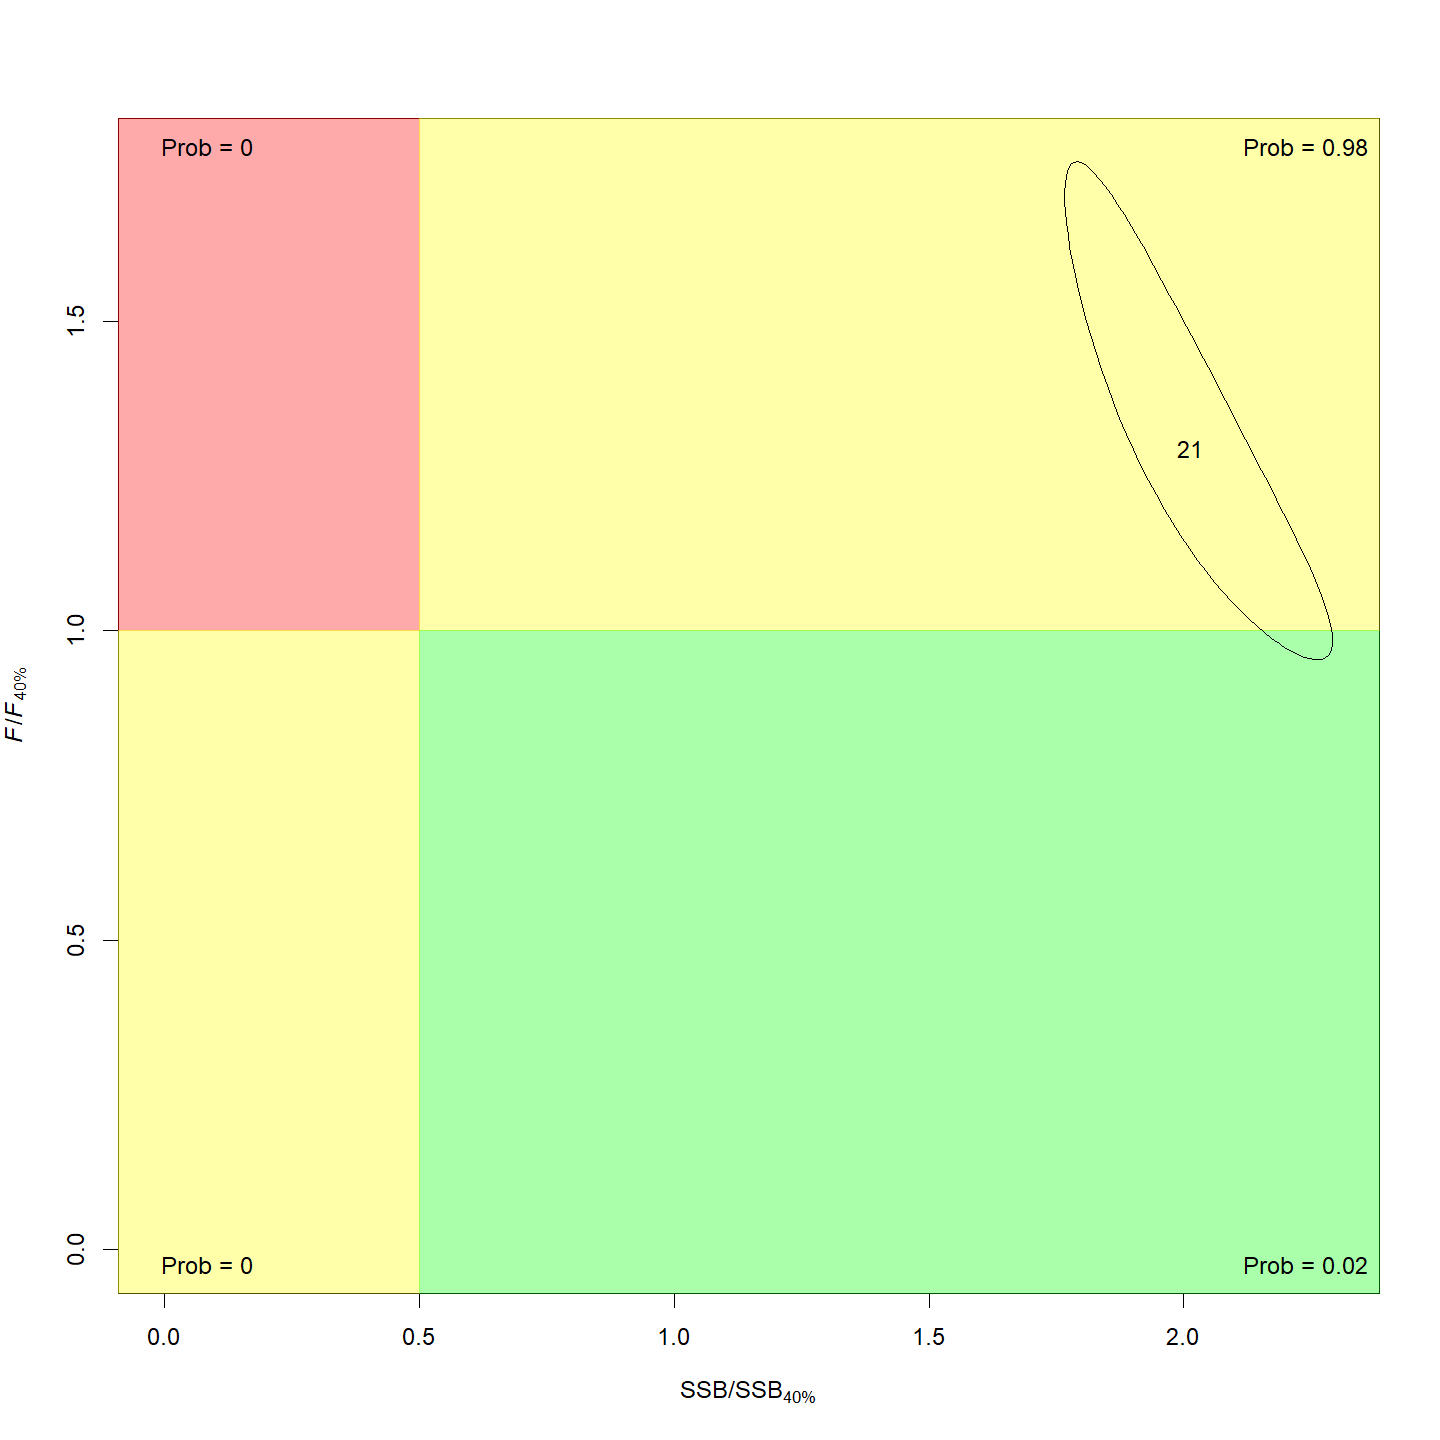 Prob = 0
Prob = 0.98
1.5
21
1.0
F/F40%
0.5
0.0
Prob = 0
Prob = 0.02
0.0 0.5 1.0 1.5 2.0
SSB/SSB40%